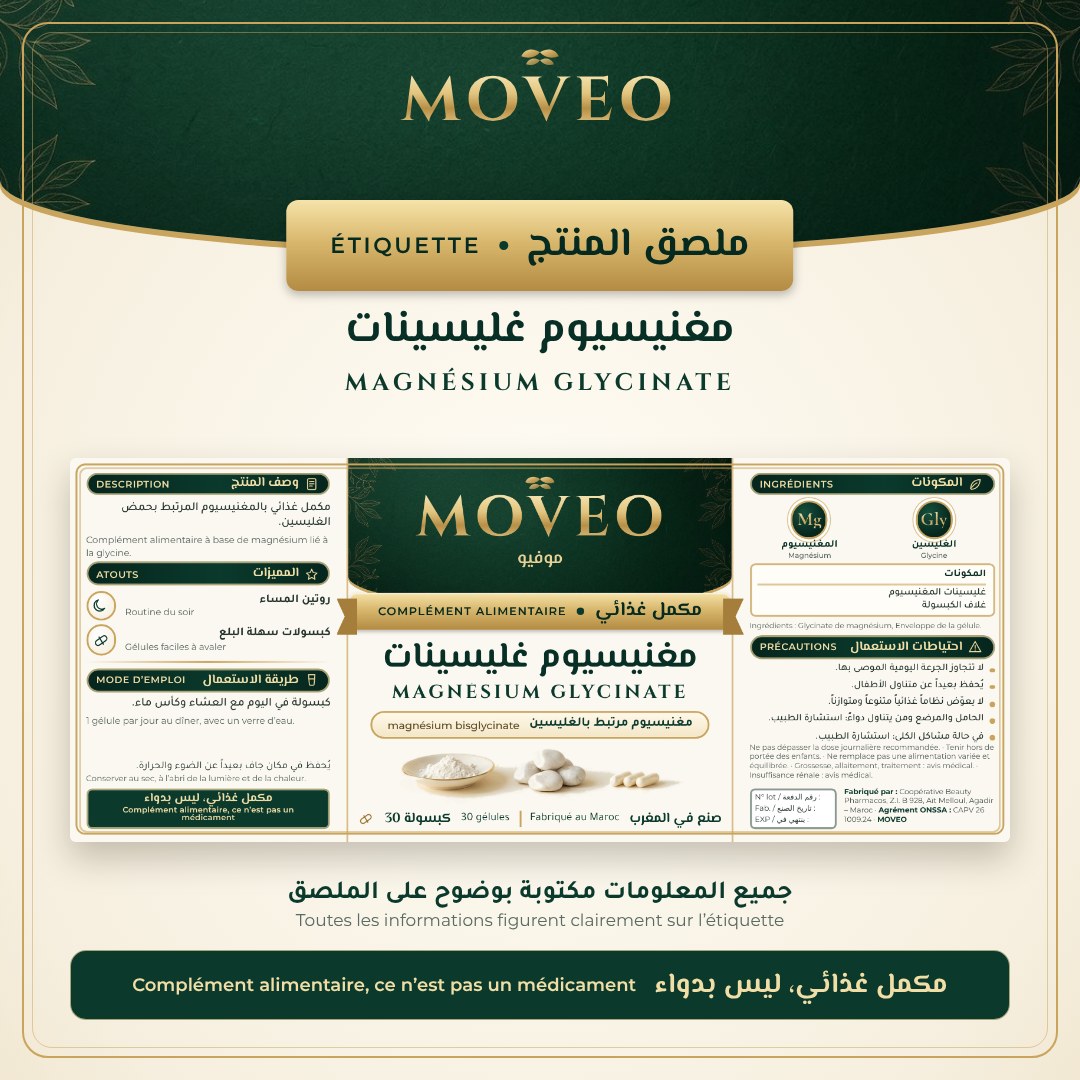 MOVEO
ÉTIQUETTE • ملصق المنتج
مغنيسيوم غليسينات
MAGNÉSIUM GLYCINATE
DESCRIPTION وصف المنتج
مكمل غذائي بالمغنيسيوم المرتبط بحمض
الغليسين.
Complément alimentaire à base de magnésium lié à
la glycine.
ATOUTS المميزات
روتين المساء
Routine du soir
كبسولات سهلة البلع
Gélules faciles à avaler
MODE D'EMPLOI طريقة الاستعمال
كبسولة في اليوم مع العشاء وكأس ماء.
1 gélule par jour au dîner, avec un verre d'eau.
يُحفظ في مكان جاف بعيداً عن الضوء والحرارة.
Conserver au sec, à l'abri de la lumière et de la chaleur.
مكمل غذائي، ليس بدواء
Complément alimentaire, ce n'est pas un
médicament
MOVEO
موفيو
COMPLÉMENT ALIMENTAIRE • مكمل غذائي
مغنيسيوم غليسينات
MAGNESIUM GLYCINATE
magnésium bisglycinate مغنيسيوم مرتبط بالغليسين
30 كبسولة 30 gélules | Fabriqué au Maroc صنع في المغرب
INGRÉDIENTS المكونات
Mg Gly
المغنيسيوم الغليسين
Magnésium Glycine
المكونات
غليسينات المغنيسيوم
غلاف الكبسولة
Ingrédients : Glycinate de magnésium, Enveloppe de la gélule.
PRÉCAUTIONS احتياطات الاستعمال
لا تتجاوز الجرعة اليومية الموصى بها.
يُحفظ بعيداً عن متناول الأطفال.
لا يعوّض نظاماً غذائياً متنوعاً ومتوازناً.
الحامل والمرضع ومن يتناول دواءً: استشارة الطبيب.
في حالة مشاكل الكلى: استشارة الطبيب.
Ne pas dépasser la dose journalière recommandée. · Tenir hors de
portée des enfants. · Ne remplace pas une alimentation variée et
équilibrée. · Grossesse, allaitement, traitement : avis médical. ·
Insuffisance rénale : avis médical.
N° lot / رقم الدفعة :
Fab. / تاريخ الصنع :
EXP / ينتهي في :
Fabriqué par : Coopérative Beauty
Pharmacos, Z.I. B 928, Ait Melloul, Agadir
– Maroc · Agrément ONSSA : CAPV 26
1009.24 · MOVEO
جميع المعلومات مكتوبة بوضوح على الملصق
Toutes les informations figurent clairement sur l'étiquette
Complément alimentaire, ce n'est pas un médicament مكمل غذائي، ليس بدواء